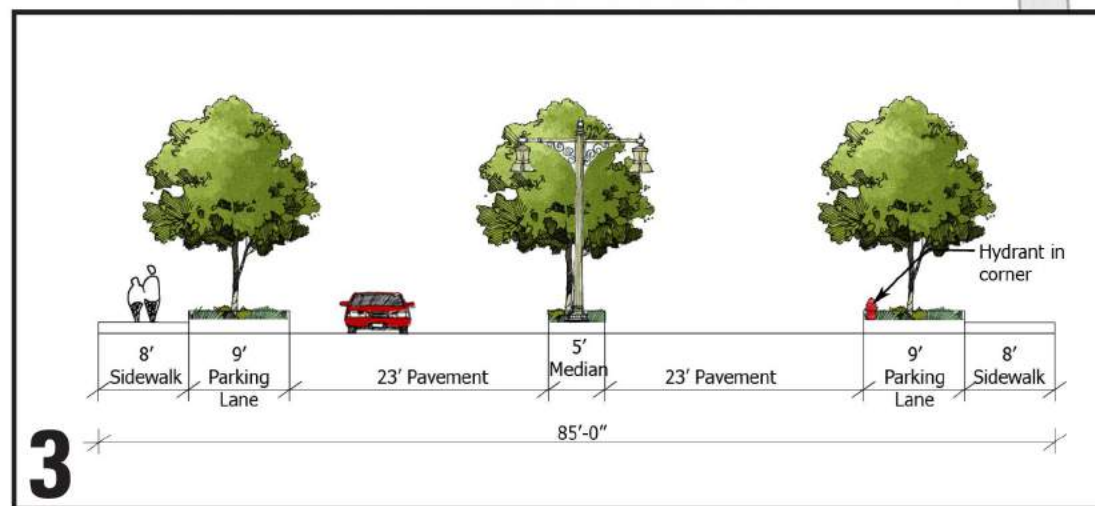 Hydrant in
corner
8′
Sidewalk
9′
Parking
Lane
23′ Pavement
5′
Median
23′ Pavement
9′
Parking
Lane
8′
Sidewalk
85′-0″
3